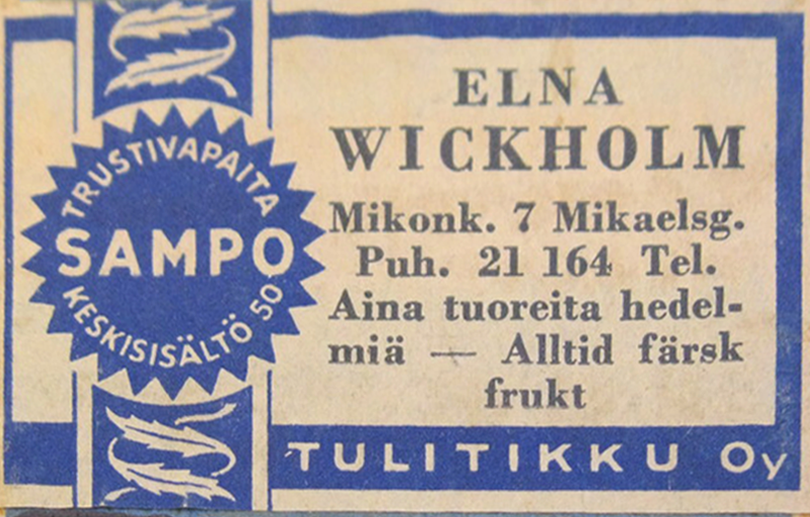 TRUSTIVAPAITA
SAMPO
KESKISISÄLTÖ 50
ELNA
WICKHOLM
Mikonk. 7 Mikaelsg.
Puh. 21 164 Tel.
Aina tuoreita hedel-
miä — Alltid färsk
frukt
TULITIKKU Oy